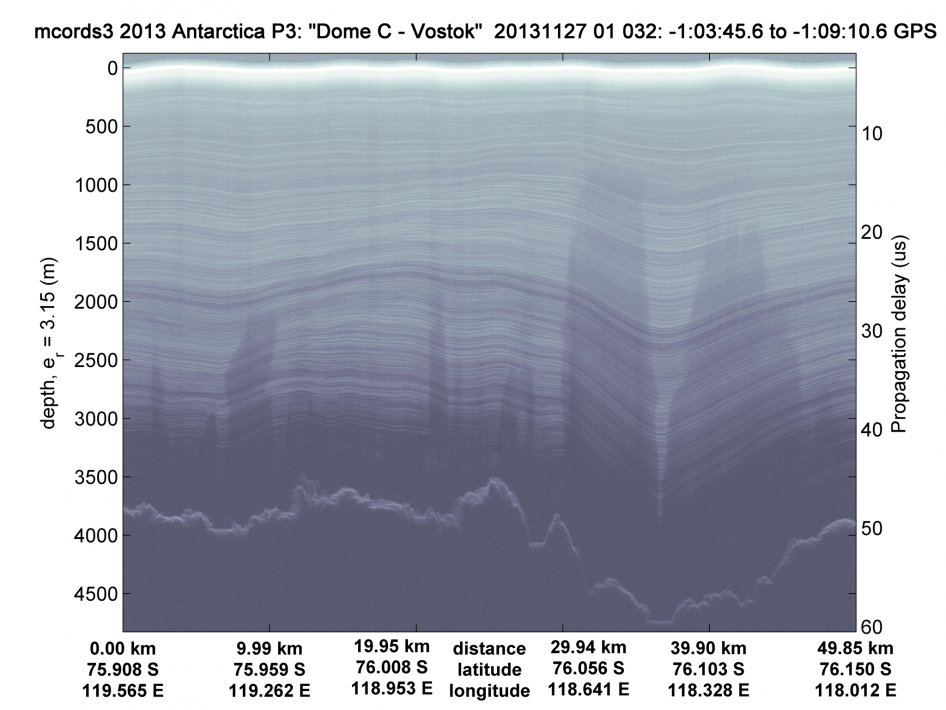 mcords3 2013 Antarctica P3: "Dome C - Vostok"  20131127 01 032: -1:03:45.6 to -1:09:10.6 GPS
0
500
1000
1500
2000
2500
3000
3500
4000
4500
depth, e_r = 3.15 (m)
10
20
30
40
50
60
Propagation delay (us)
0.00 km 9.99 km 19.95 km distance 29.94 km 39.90 km 49.85 km
75.908 S 75.959 S 76.008 S latitude 76.056 S 76.103 S 76.150 S
119.565 E 119.262 E 118.953 E longitude 118.641 E 118.328 E 118.012 E